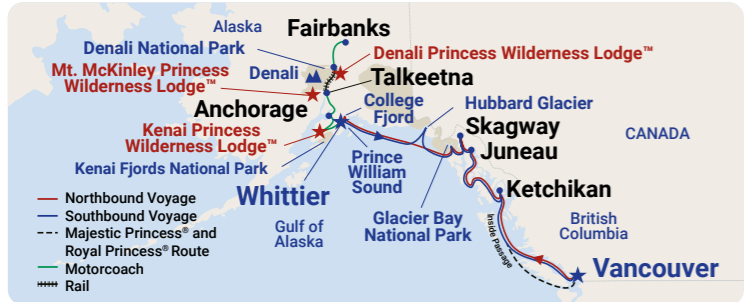 Alaska
Fairbanks
Denali National Park
Denali Princess Wilderness Lodge™
Mt. McKinley Princess
Wilderness Lodge™
Denali
Talkeetna
Anchorage
College
Fjord
Hubbard Glacier
Kenai Princess
Wilderness Lodge™
Skagway
CANADA
Juneau
Kenai Fjords National Park
Prince
William
Sound
Whittier
Ketchikan
Glacier Bay
National Park
Gulf of
Alaska
Inside Passage
British
Columbia
Vancouver
Northbound Voyage
Southbound Voyage
Majestic Princess® and
Royal Princess® Route
Motorcoach
Rail